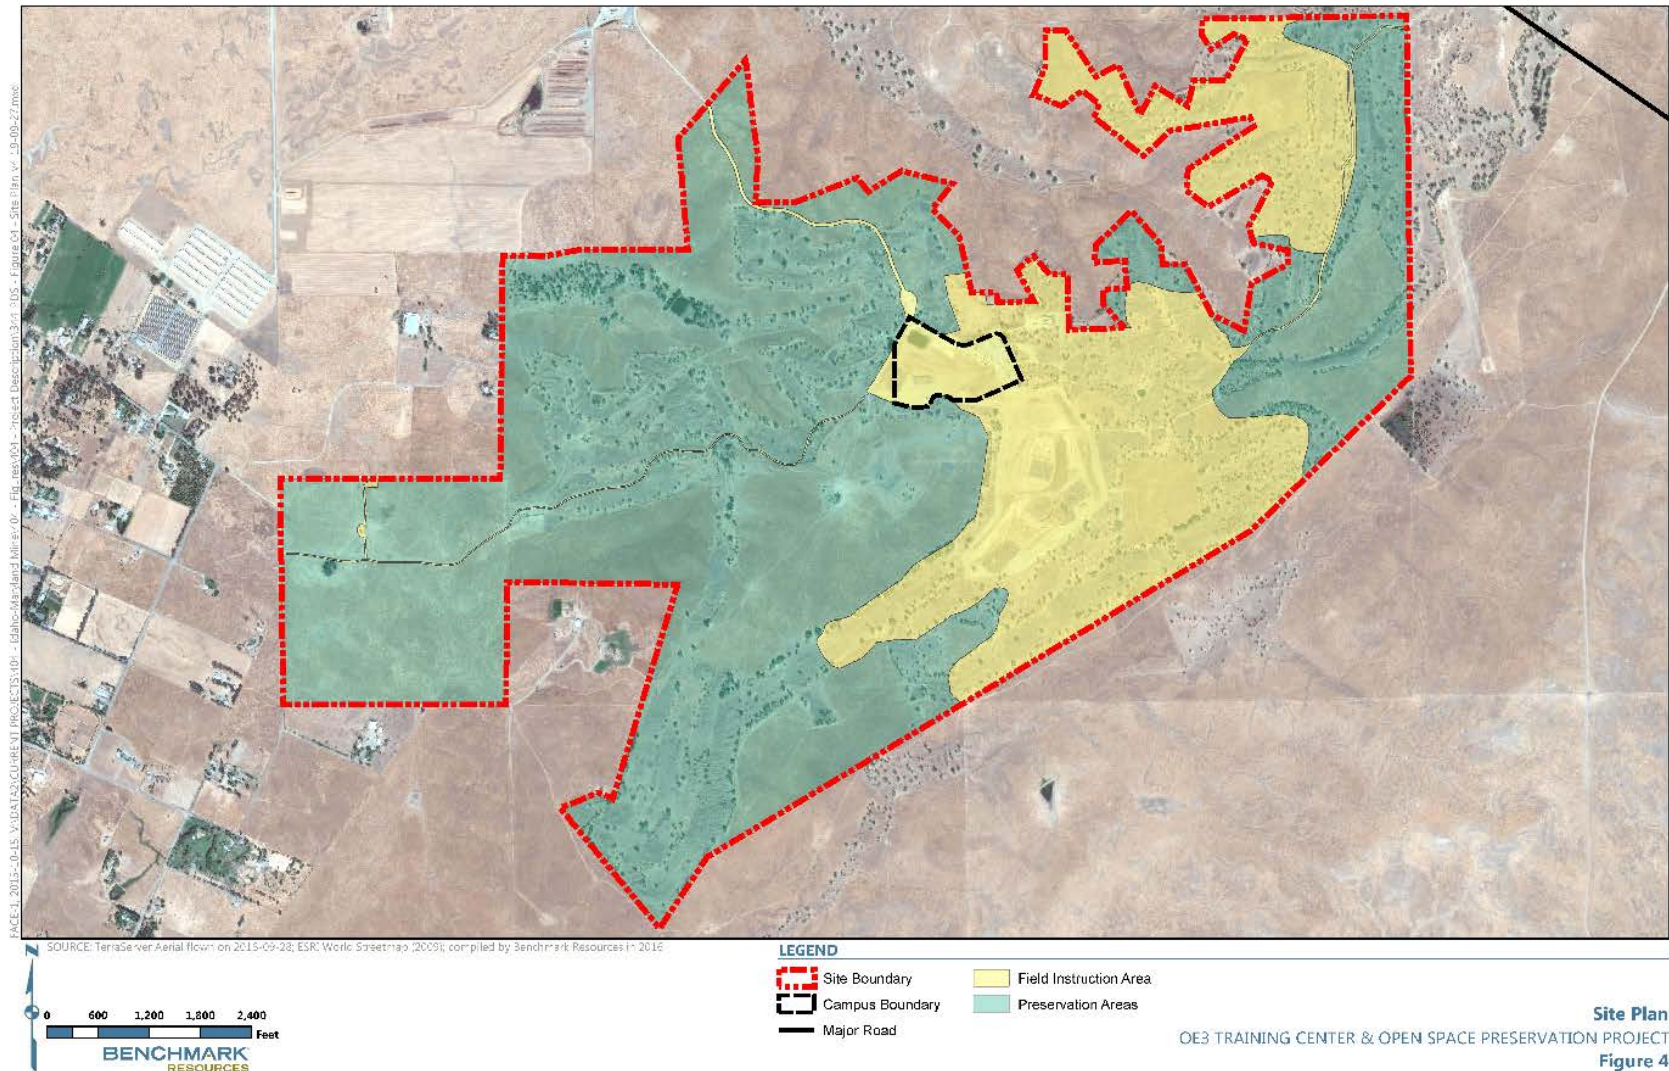 SOURCE: TerraServer Aerial flown on 2015-09-28; ESRI World Streetmap (2009); compiled by Benchmark Resources in 2016
N
0 600 1,200 1,800 2,400
Feet
BENCHMARK
RESOURCES
LEGEND
Site Boundary
Campus Boundary
Major Road
Field Instruction Area
Preservation Areas
Site Plan
OE3 TRAINING CENTER & OPEN SPACE PRESERVATION PROJECT
Figure 4